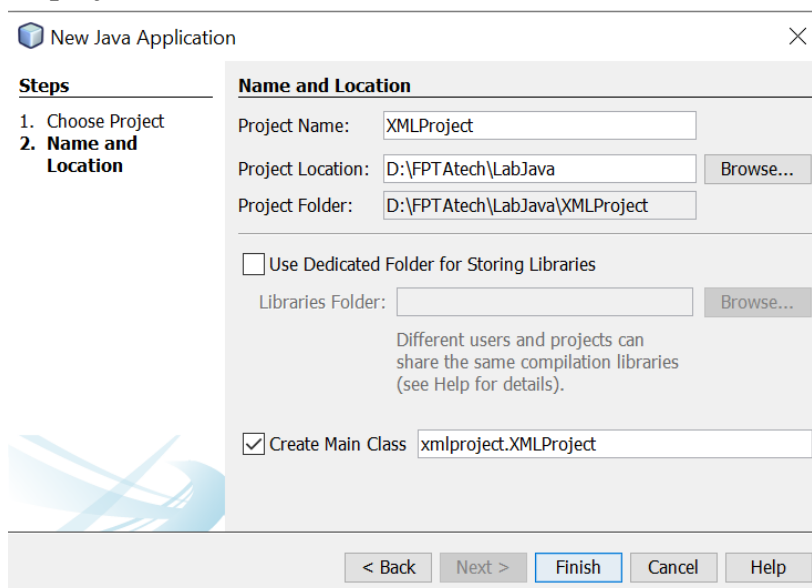 New Java Application
Steps
1. Choose Project
2. Name and
Location
Name and Location
Project Name: XMLProject
Project Location: D:\FPTAtech\LabJava Browse...
Project Folder: D:\FPTAtech\LabJava\XMLProject
Use Dedicated Folder for Storing Libraries
Libraries Folder: Browse...
Different users and projects can
share the same compilation libraries
(see Help for details).
Create Main Class xmlproject.XMLProject
< Back Next > Finish Cancel Help